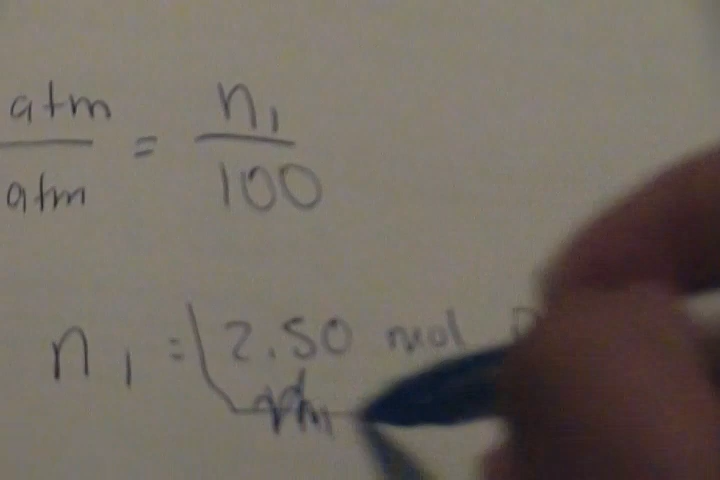 atm / atm = n₁ / 100
n₁ = 2.50 mol